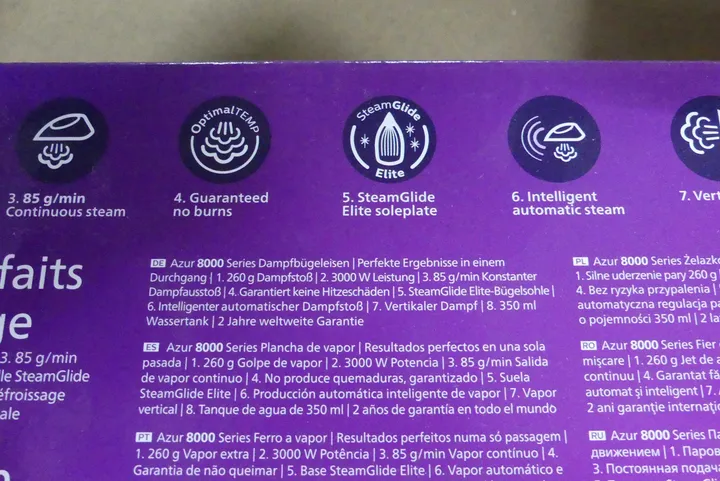 OptimalTEMP
SteamGlide
Elite
3. 85 g/min
Continuous steam
4. Guaranteed
no burns
5. SteamGlide
Elite soleplate
6. Intelligent
automatic steam
7. Vert
faits
ge
3. 85 g/min
lle SteamGlide
éfroissage
ale
DE Azur 8000 Series Dampfbügeleisen | Perfekte Ergebnisse in einem
Durchgang | 1. 260 g Dampfstoß | 2. 3000 W Leistung | 3. 85 g/min Konstanter
Dampfausstoß | 4. Garantiert keine Hitzeschäden | 5. SteamGlide Elite-Bügelsohle |
6. Intelligenter automatischer Dampfstoß | 7. Vertikaler Dampf | 8. 350 ml
Wassertank | 2 Jahre weltweite Garantie
ES Azur 8000 Series Plancha de vapor | Resultados perfectos en una sola
pasada | 1. 260 g Golpe de vapor | 2. 3000 W Potencia | 3. 85 g/min Salida
de vapor continuo | 4. No produce quemaduras, garantizado | 5. Suela
SteamGlide Elite | 6. Producción automática inteligente de vapor | 7. Vapor
vertical | 8. Tanque de agua de 350 ml | 2 años de garantía en todo el mundo
PT Azur 8000 Series Ferro a vapor | Resultados perfeitos numa só passagem |
1. 260 g Vapor extra | 2. 3000 W Potência | 3. 85 g/min Vapor contínuo | 4.
Garantia de não queimar | 5. Base SteamGlide Elite | 6. Vapor automático e
PL Azur 8000 Series Żelazko
1. Silne uderzenie pary 260 g
4. Bez ryzyka przypalenia |
automatyczna regulacja pa
o pojemności 350 ml | 2 la
RO Azur 8000 Series Fier
mișcare | 1. 260 g Jet de a
continuu | 4. Garantat fă
automat și inteligent | 7.
2 ani garanție internați
RU Azur 8000 Series Па
движением | 1. Паров
3. Постоянная подача